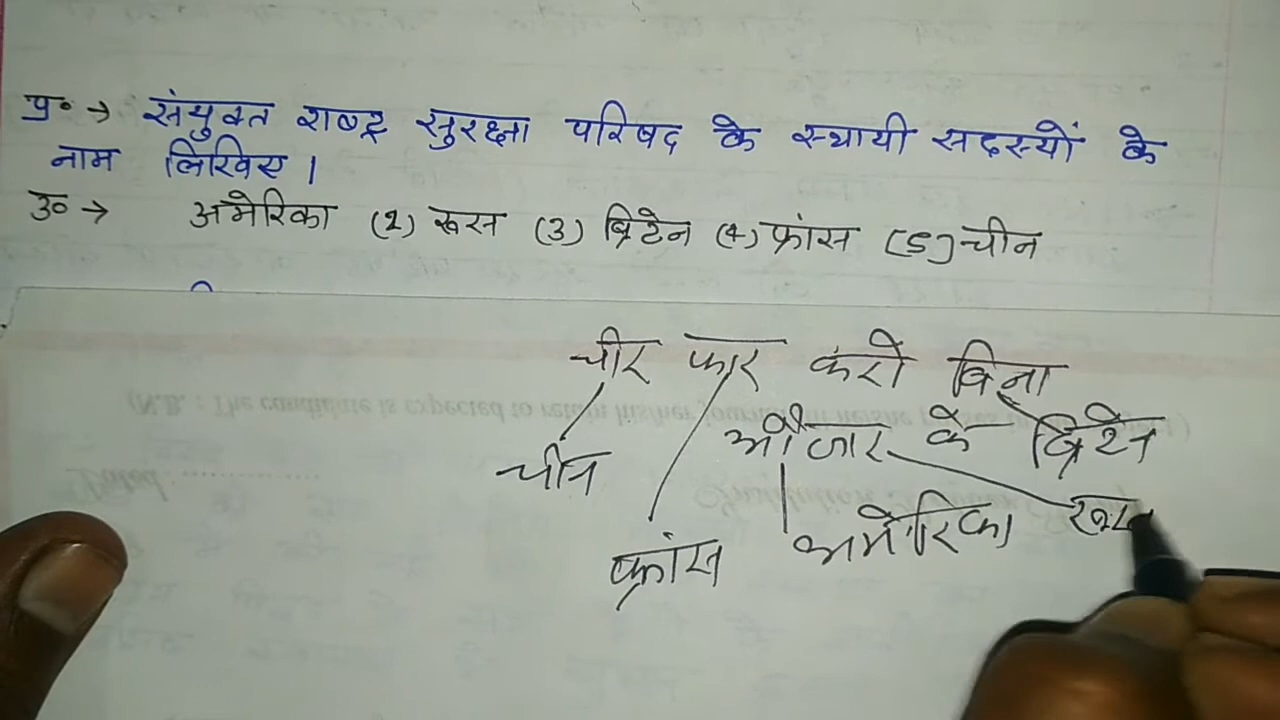 प्र० → संयुक्त राष्ट्र सुरक्षा परिषद के स्थायी सदस्यों के
नाम लिखिए।
उ० → अमेरिका (2) रूस (3) ब्रिटेन (4) फ्रांस (5) चीन
चीर फार करो बिना
औजार के ब्रिटेन
चीन
अमेरिका रूस
फ्रांस